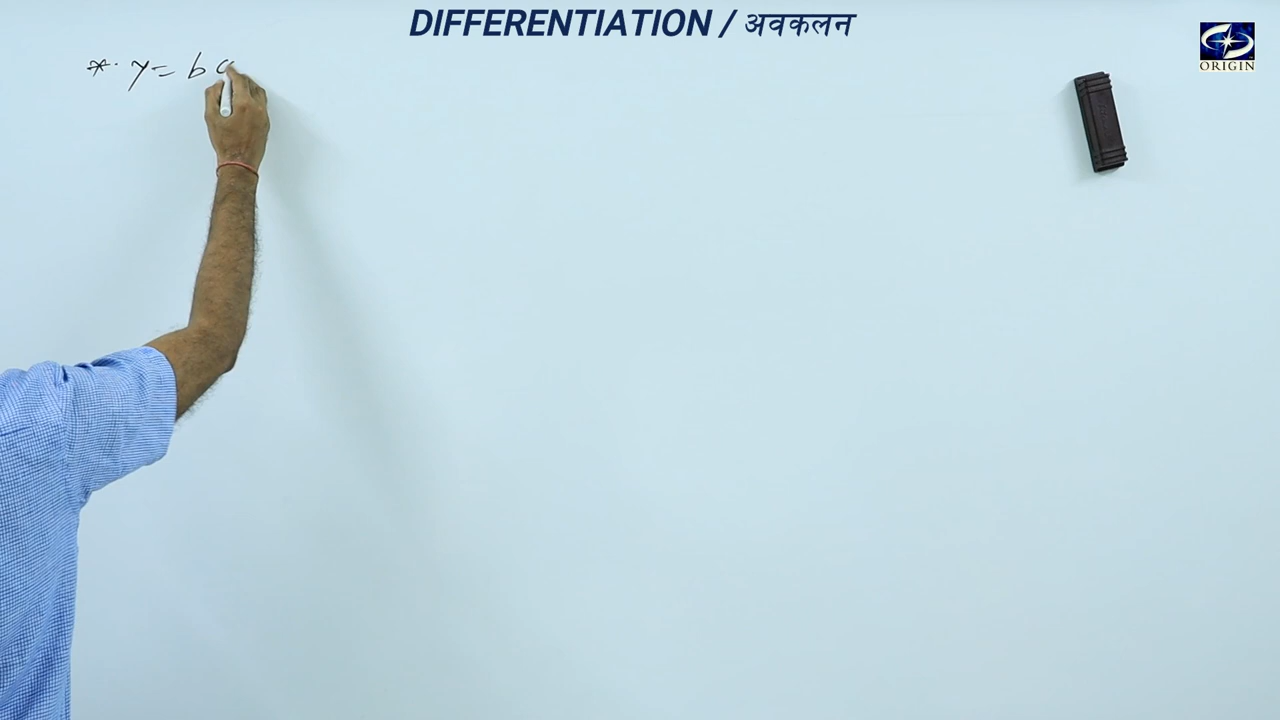 DIFFERENTIATION / अवकलन
* y = b
ORIGIN